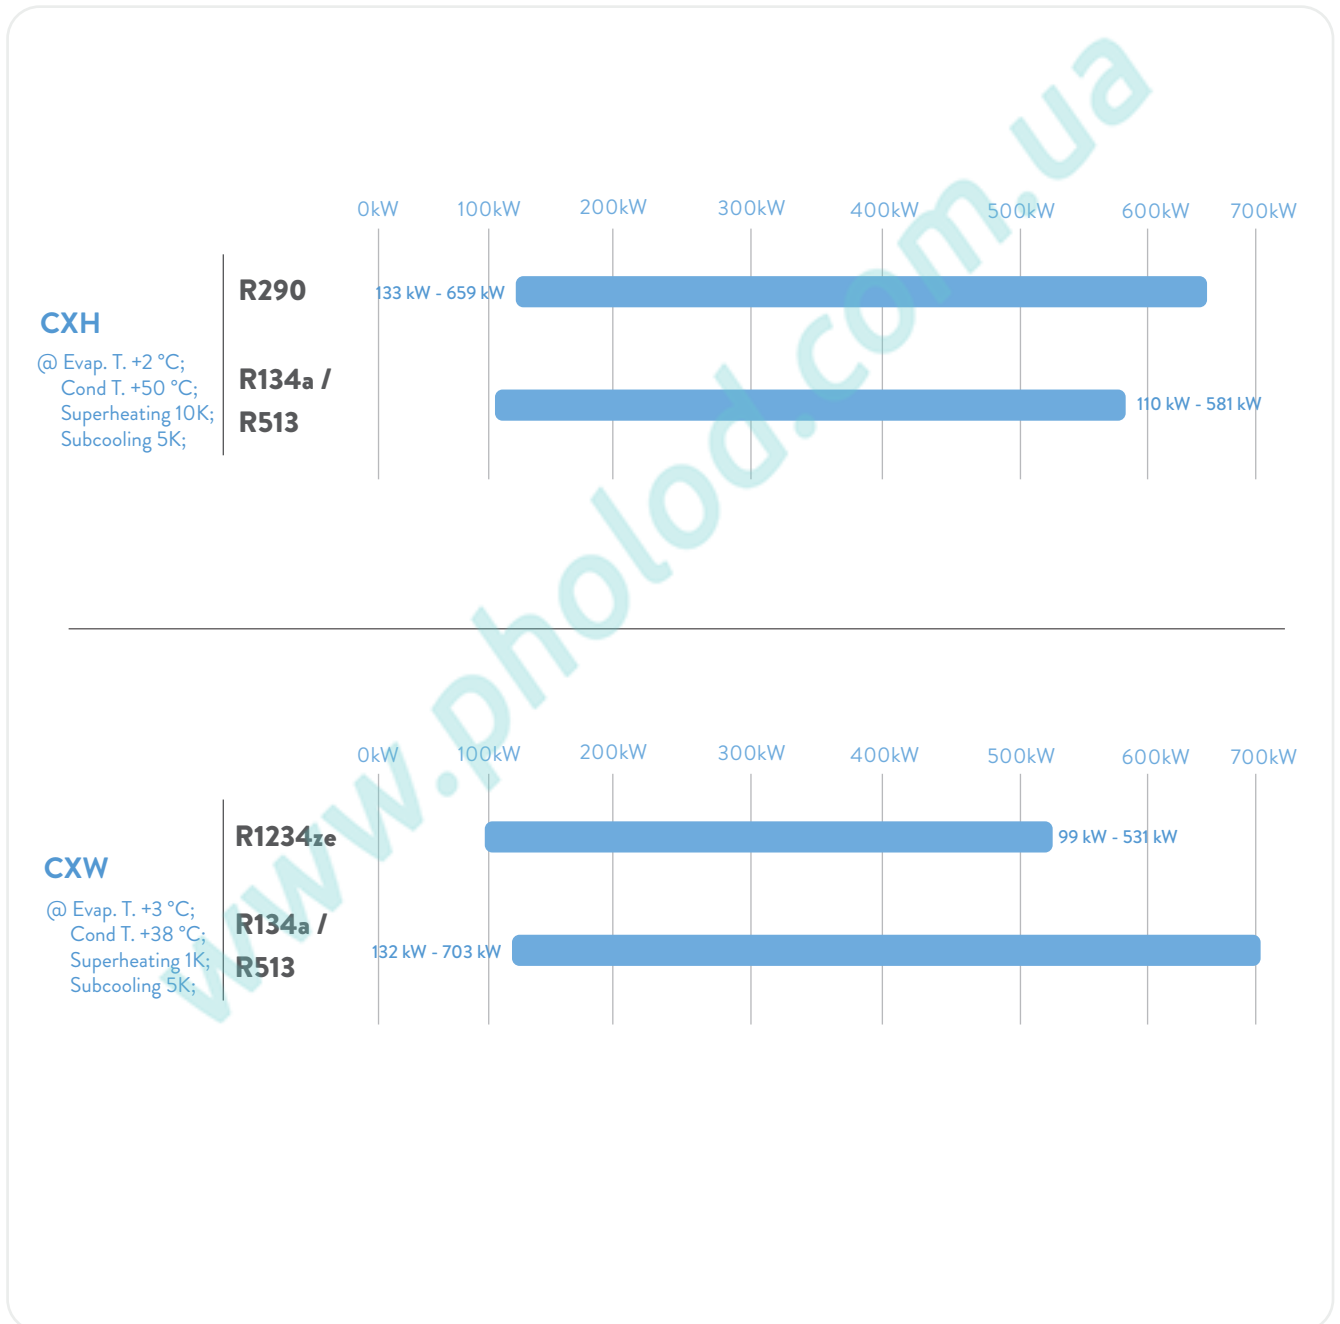 0kW 100kW 200kW 300kW 400kW 500kW 600kW 700kW
CXH
@ Evap. T. +2 °C;
Cond T. +50 °C;
Superheating 10K;
Subcooling 5K;
R290
133 kW - 659 kW
R134a /
R513
110 kW - 581 kW
0kW 100kW 200kW 300kW 400kW 500kW 600kW 700kW
CXW
@ Evap. T. +3 °C;
Cond T. +38 °C;
Superheating 1K;
Subcooling 5K;
R1234ze
99 kW - 531 kW
R134a /
R513
132 kW - 703 kW
www.pholod.com.ua